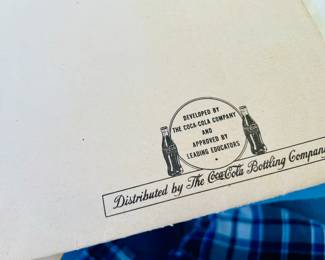 DEVELOPED BY
THE COCA-COLA COMPANY
AND
APPROVED BY
LEADING EDUCATORS
Distributed by The Coca-Cola Bottling Company